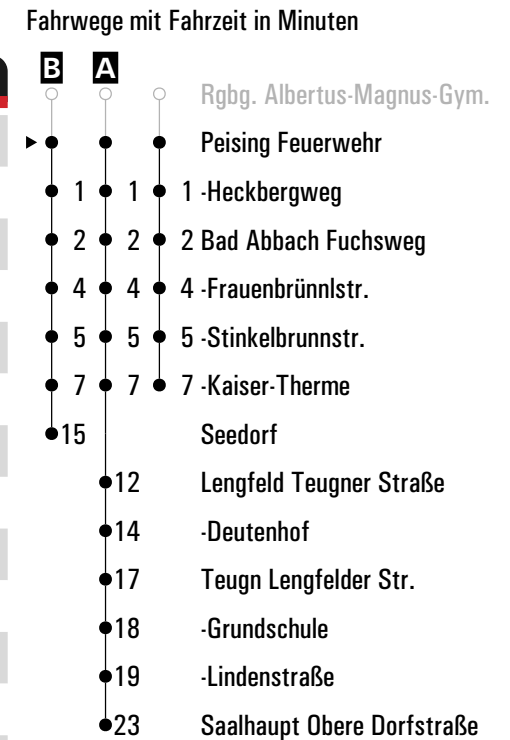 Fahrwege mit Fahrzeit in Minuten
B A
Rgbg. Albertus-Magnus-Gym.
Peising Feuerwehr
1 1 1 -Heckbergweg
2 2 2 Bad Abbach Fuchsweg
4 4 4 -Frauenbrünnlstr.
5 5 5 -Stinkelbrunnstr.
7 7 7 -Kaiser-Therme
15 Seedorf
12 Lengfeld Teugner Straße
14 -Deutenhof
17 Teugn Lengfelder Str.
18 -Grundschule
19 -Lindenstraße
23 Saalhaupt Obere Dorfstraße